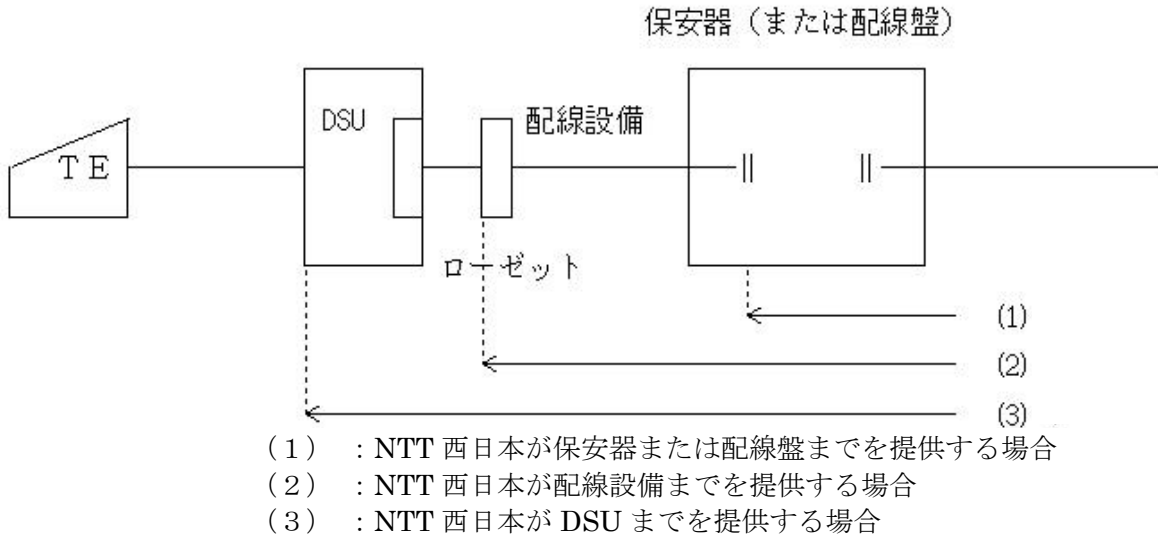 保安器（または配線盤）
DSU
配線設備
ＴＥ
ローゼット
(1)
(2)
(3)
（１）　：NTT 西日本が保安器または配線盤までを提供する場合
（２）　：NTT 西日本が配線設備までを提供する場合
（３）　：NTT 西日本が DSU までを提供する場合